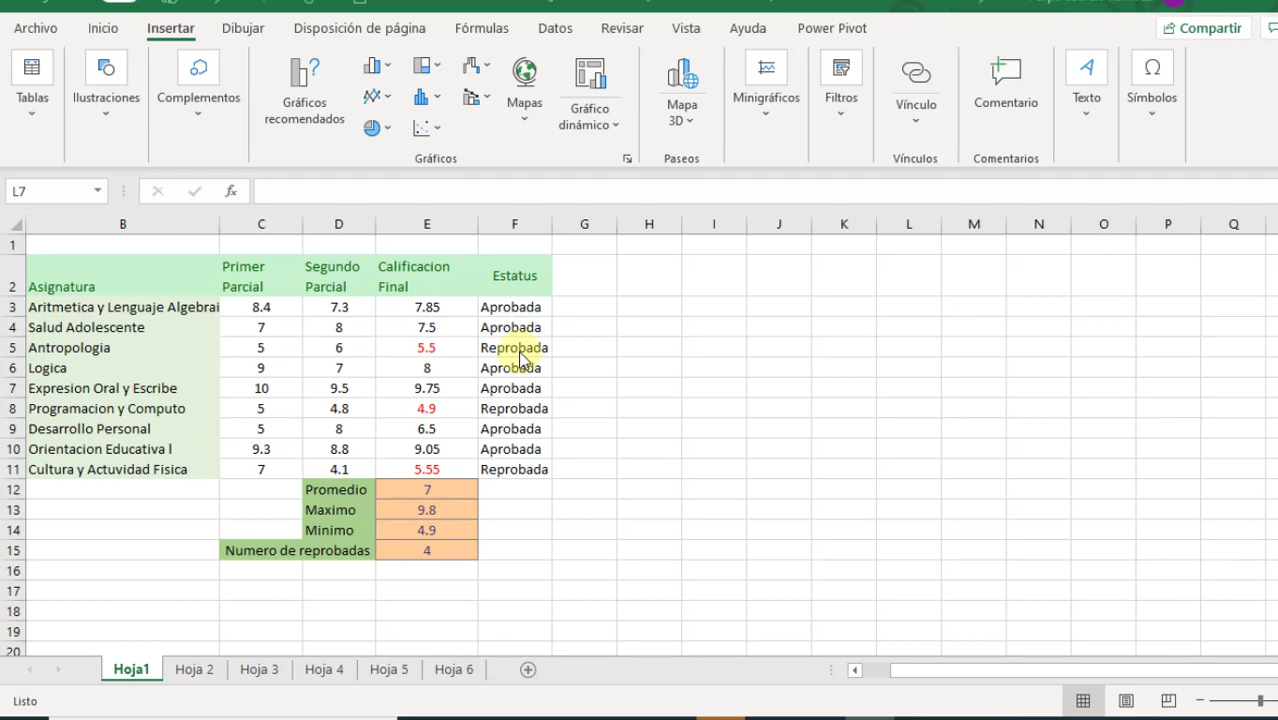 Archivo Inicio Insertar Dibujar Disposición de página Fórmulas Datos Revisar Vista Ayuda Power Pivot Compartir
Tablas Ilustraciones Complementos Gráficos recomendados Mapas Gráfico dinámico Mapa 3D Minigráficos Filtros Vínculo Comentario Texto Símbolos
Gráficos Paseos Vínculos Comentarios
L7 fx
B C D E F G H I J K L M N O P Q
1
2 Asignatura Primer Parcial Segundo Parcial Calificacion Final Estatus
3 Aritmetica y Lenguaje Algebrai 8.4 7.3 7.85 Aprobada
4 Salud Adolescente 7 8 7.5 Aprobada
5 Antropologia 5 6 5.5 Reprobada
6 Logica 9 7 8 Aprobada
7 Expresion Oral y Escribe 10 9.5 9.75 Aprobada
8 Programacion y Computo 5 4.8 4.9 Reprobada
9 Desarrollo Personal 5 8 6.5 Aprobada
10 Orientacion Educativa l 9.3 8.8 9.05 Aprobada
11 Cultura y Actuvidad Fisica 7 4.1 5.55 Reprobada
12 Promedio 7
13 Maximo 9.8
14 Minimo 4.9
15 Numero de reprobadas 4
16
17
18
19
20
Hoja1 Hoja 2 Hoja 3 Hoja 4 Hoja 5 Hoja 6
Listo